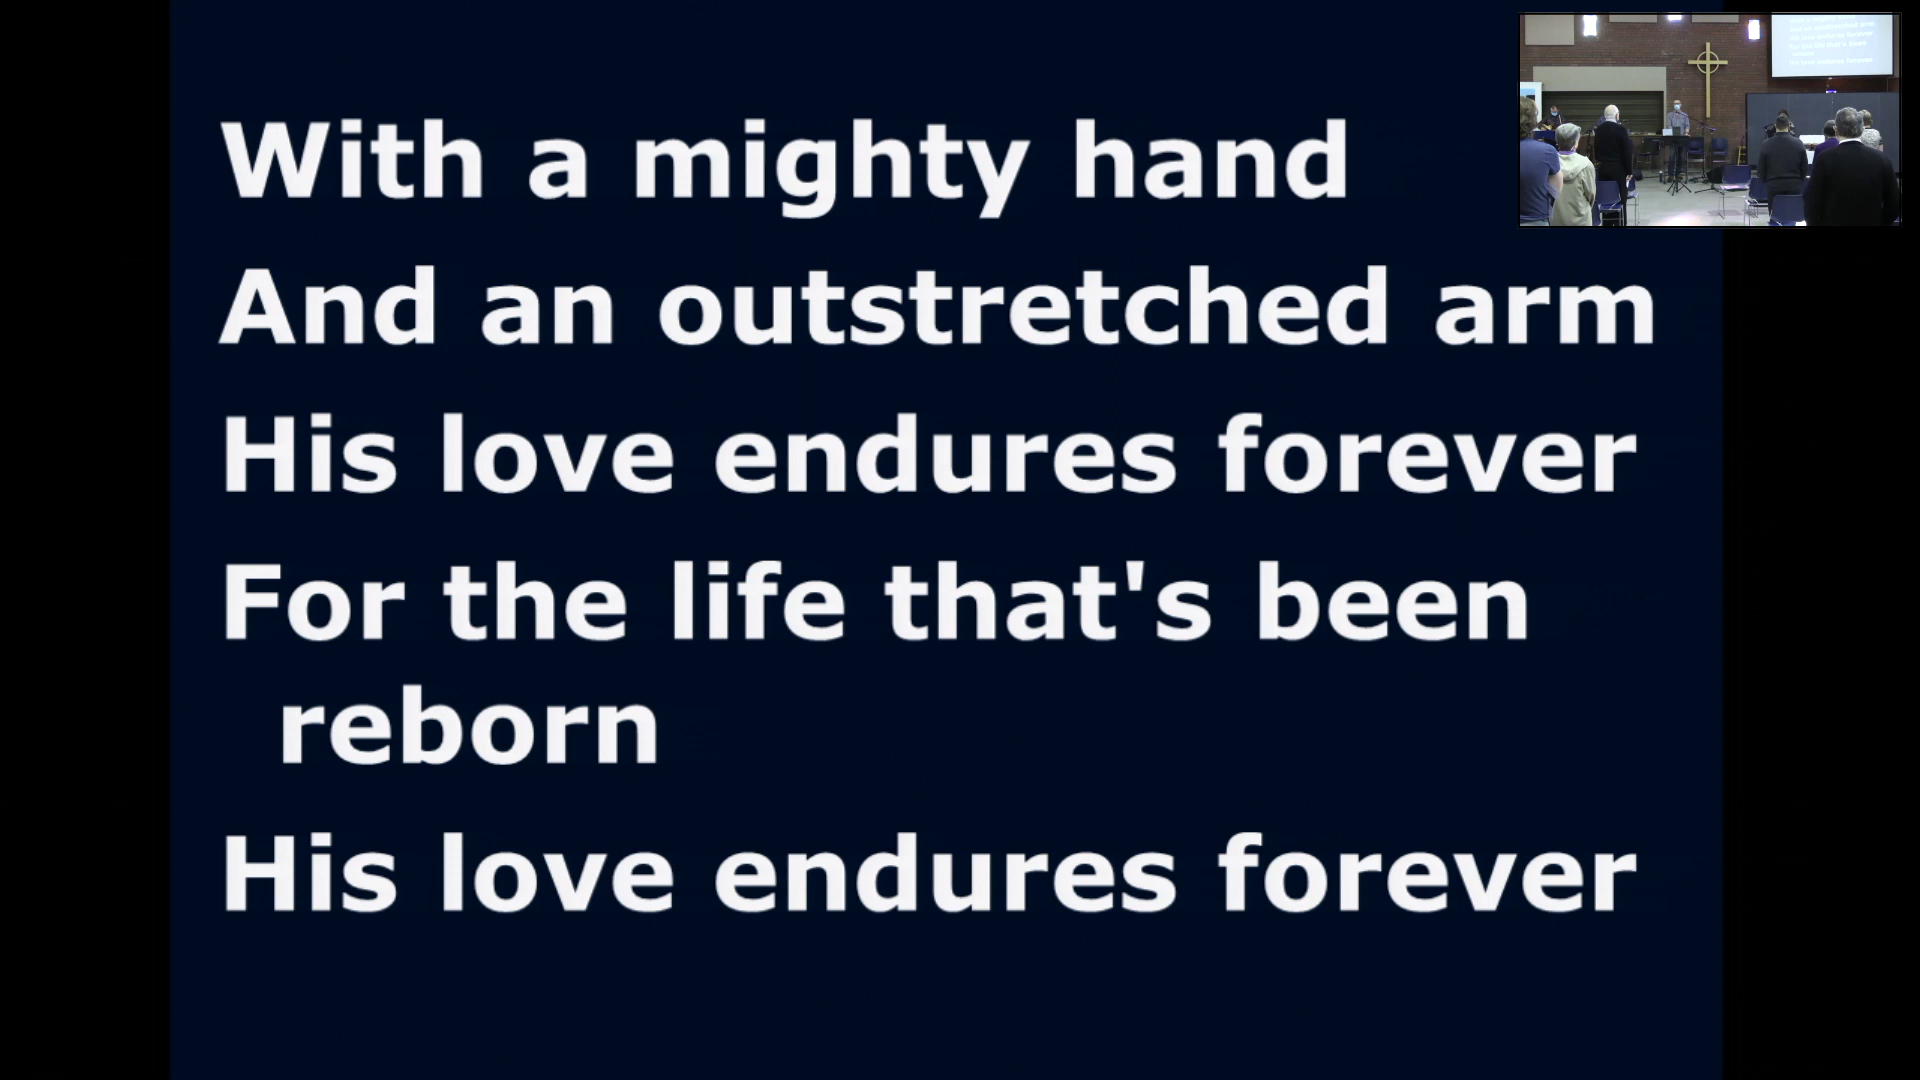 With a mighty hand
And an outstretched arm
His love endures forever
For the life that's been
reborn
His love endures forever